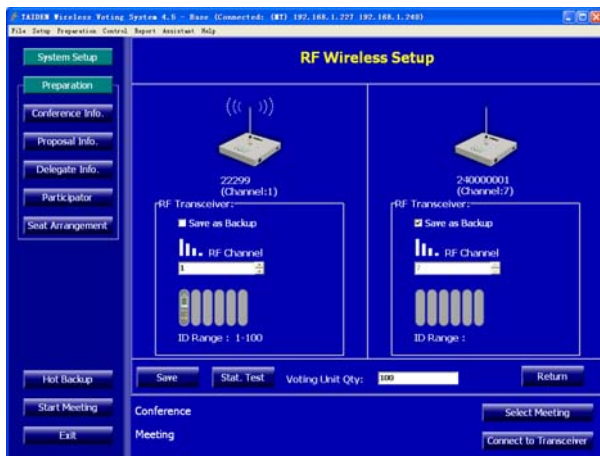 TAIDEN Wireless Voting System 4.5 - Base (Connected: (MT) 192.168.1.227 192.168.1.240)
File Setup Preparation Control Report Assistant Help
System Setup
Preparation
Conference Info.
Proposal Info.
Delegate Info.
Participator
Seat Arrangement
Hot Backup
Start Meeting
Exit
RF Wireless Setup
22299
(Channel:1)
RF Transceiver:
Save as Backup
RF Channel
1
ID Range : 1-100
240000001
(Channel:7)
RF Transceiver:
Save as Backup
RF Channel
7
ID Range :
Save
Stat. Test
Voting Unit Qty:
100
Return
Conference
Meeting
Select Meeting
Connect to Transceiver